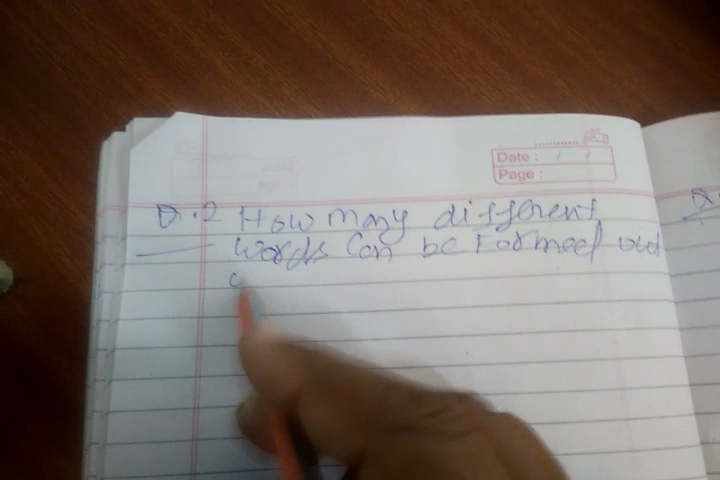 Date : / /
Page :
Q.2 How many different
words can be formed out